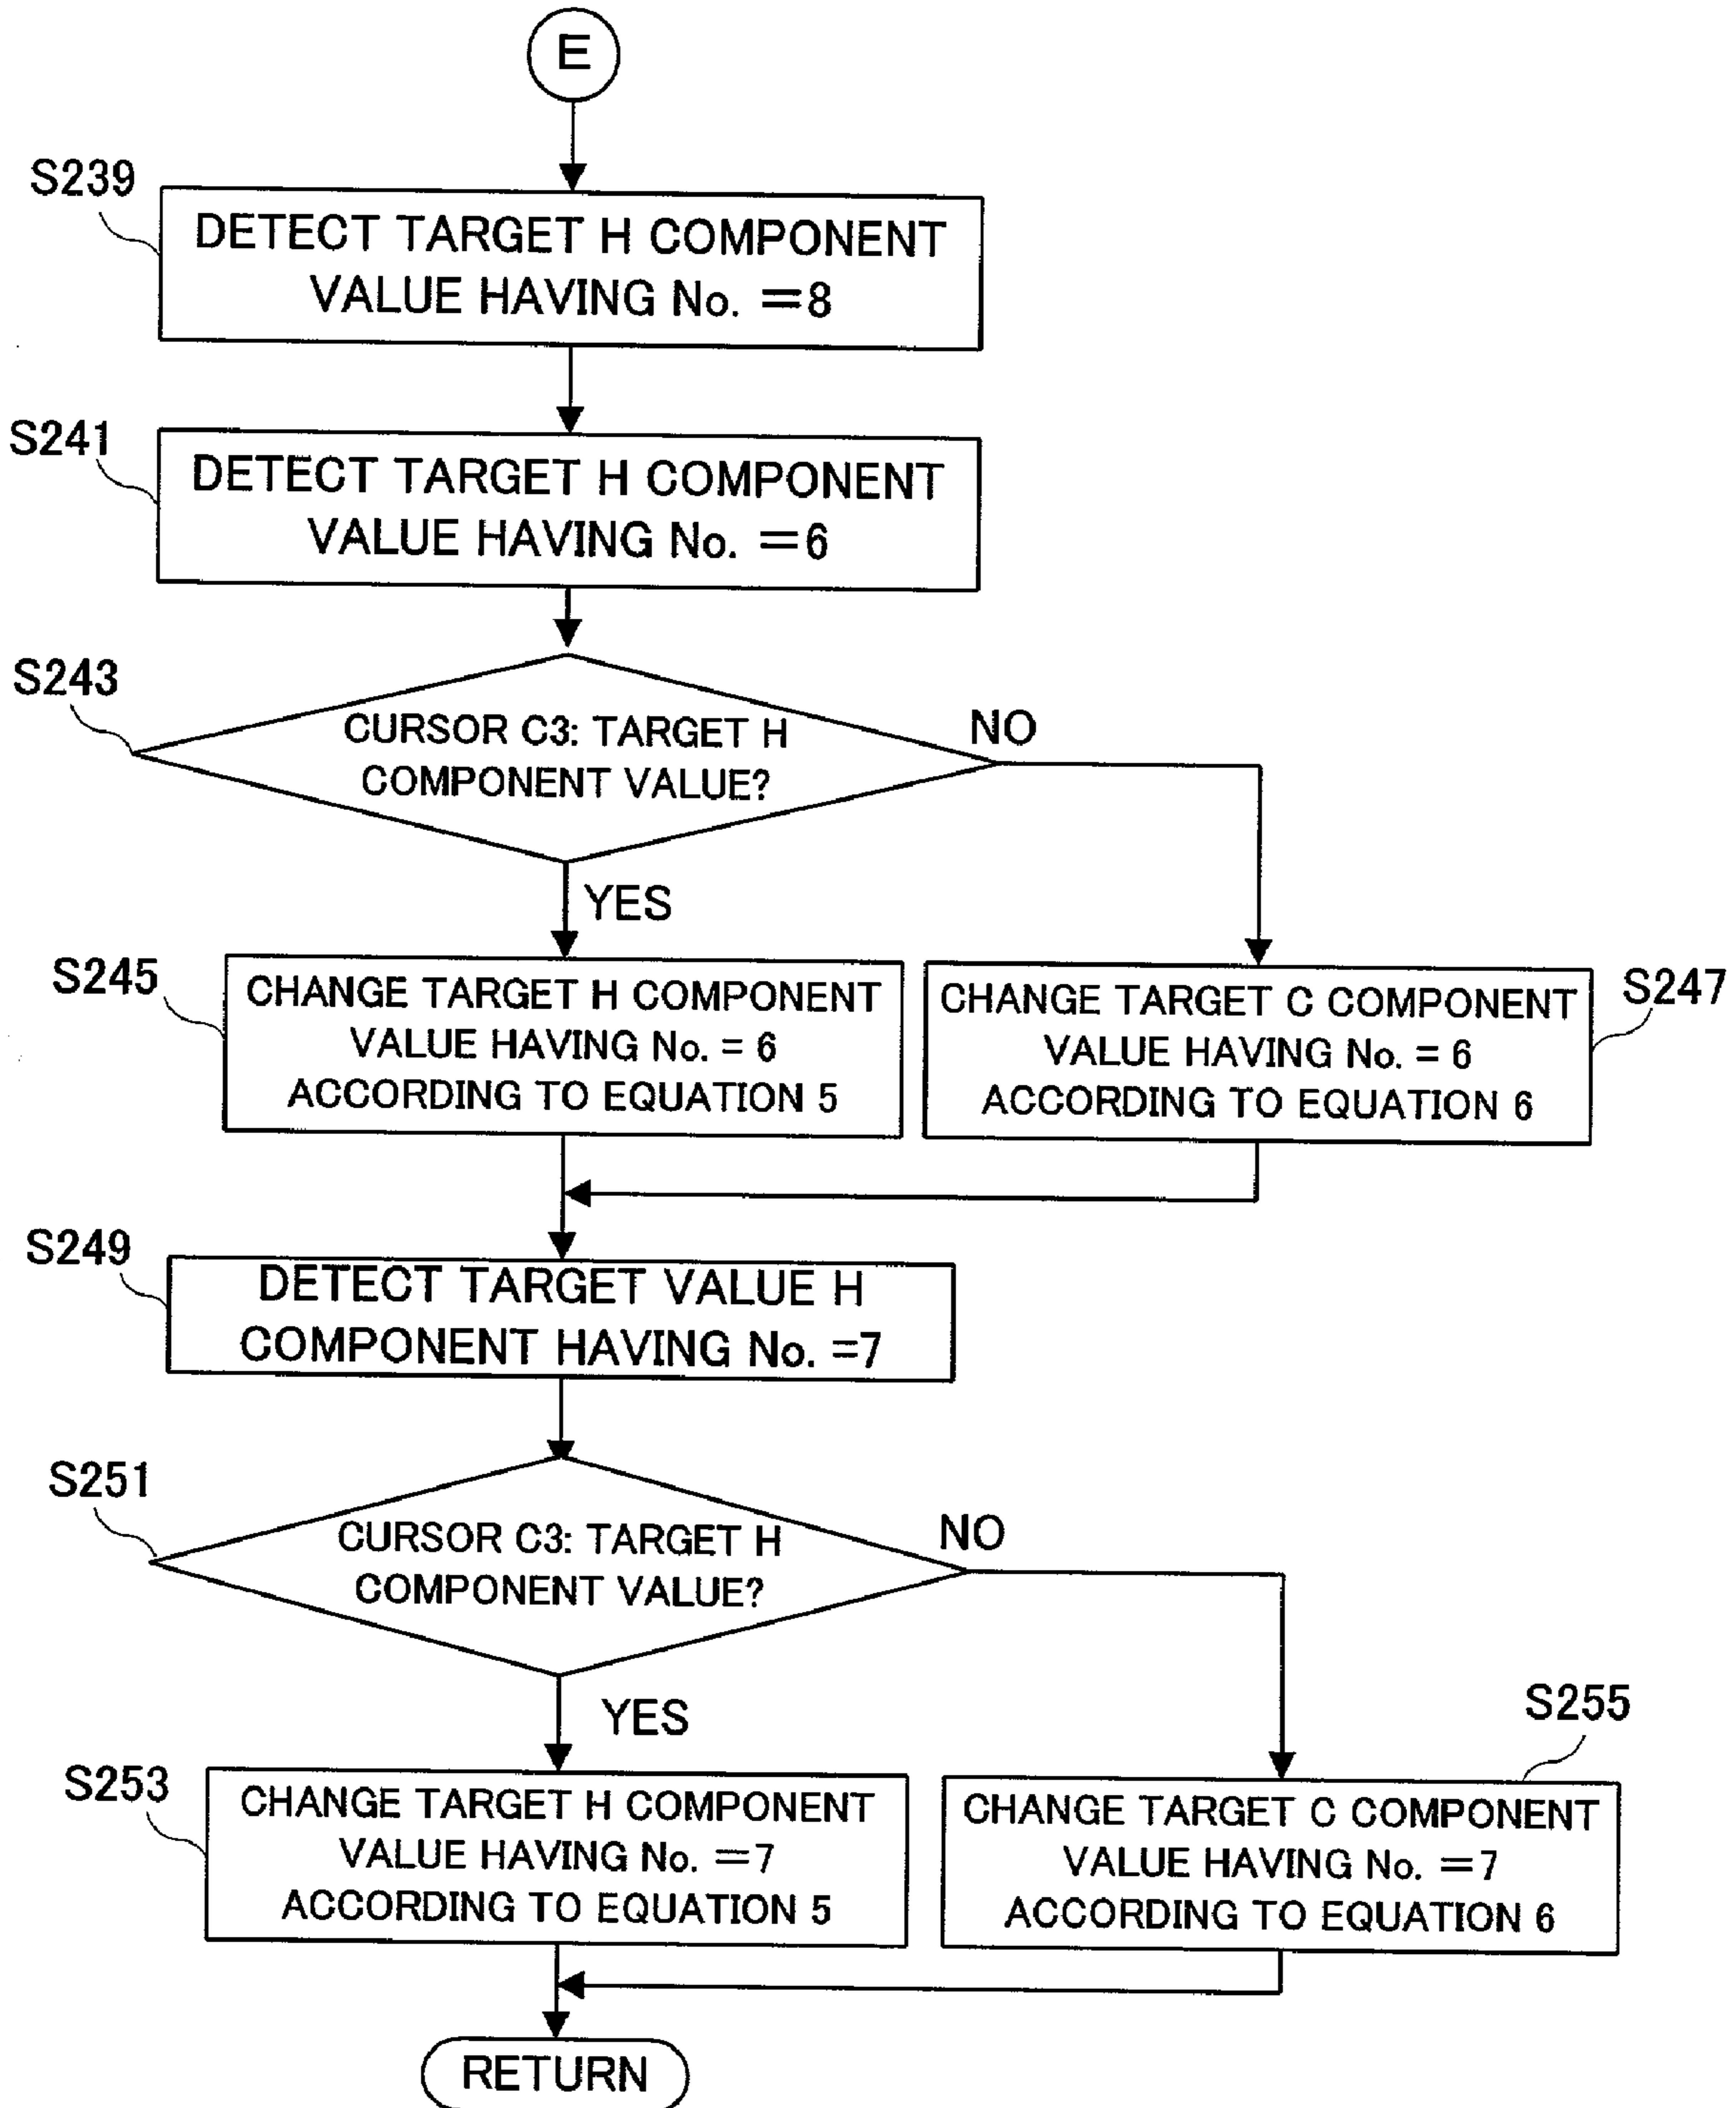 E
S239
DETECT TARGET H COMPONENT
VALUE HAVING No. =8
S241
DETECT TARGET H COMPONENT
VALUE HAVING No. =6
S243
CURSOR C3: TARGET H
COMPONENT VALUE?
NO
YES
S245
CHANGE TARGET H COMPONENT
VALUE HAVING No. = 6
ACCORDING TO EQUATION 5
S247
CHANGE TARGET C COMPONENT
VALUE HAVING No. = 6
ACCORDING TO EQUATION 6
S249
DETECT TARGET VALUE H
COMPONENT HAVING No. =7
S251
CURSOR C3: TARGET H
COMPONENT VALUE?
NO
YES
S253
CHANGE TARGET H COMPONENT
VALUE HAVING No. =7
ACCORDING TO EQUATION 5
S255
CHANGE TARGET C COMPONENT
VALUE HAVING No. =7
ACCORDING TO EQUATION 6
RETURN